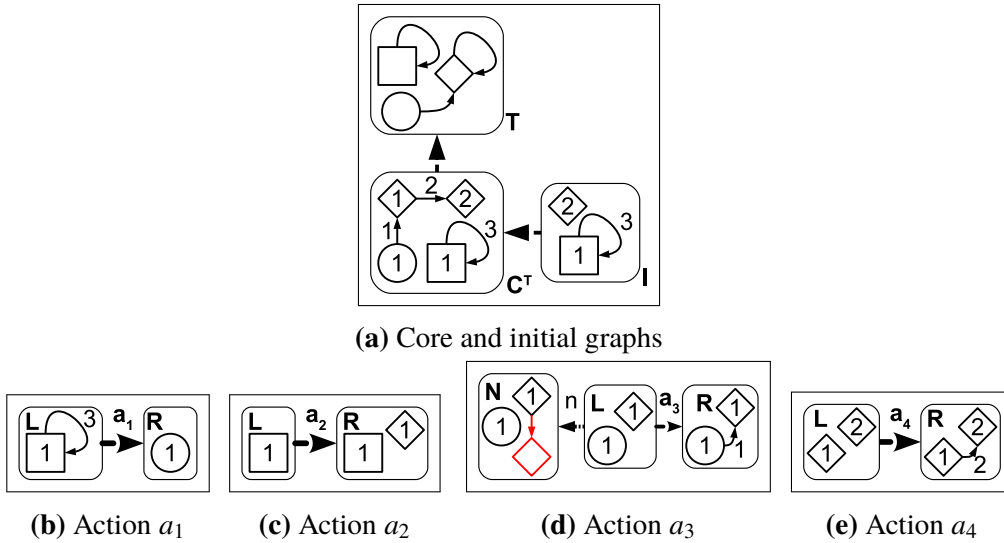 T
1 2 2
1 1 1 3
C^T
2
1 3
I
(a) Core and initial graphs
L a₁ R
1 3 1
L a₂ R
1 1 1
N n L a₃ R
1 1 1 1 1 1 1
L a₄ R
1 2 1 2 2
(b) Action a₁
(c) Action a₂
(d) Action a₃
(e) Action a₄